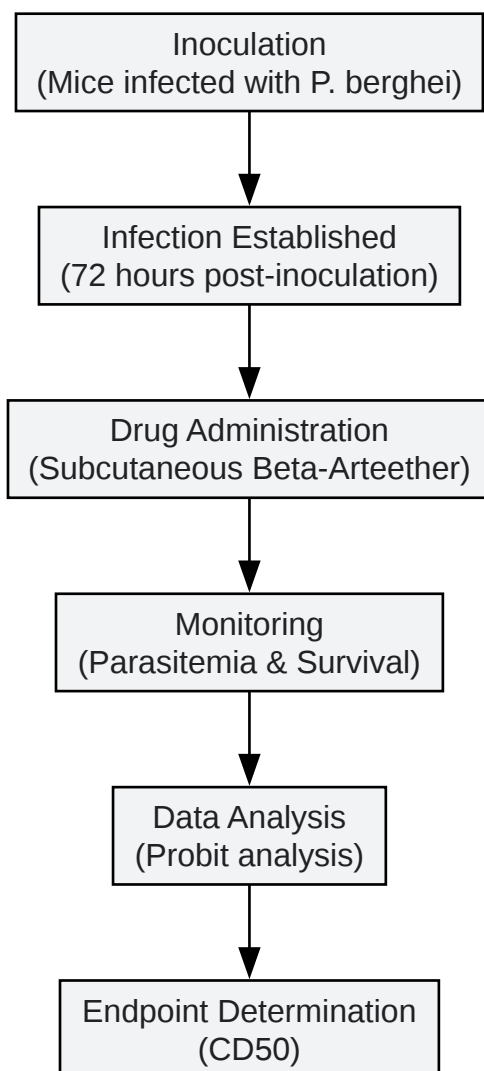 Inoculation
(Mice infected with P. berghei)
Infection Established
(72 hours post-inoculation)
Drug Administration
(Subcutaneous Beta-Arteether)
Monitoring
(Parasitemia & Survival)
Data Analysis
(Probit analysis)
Endpoint Determination
(CD50)